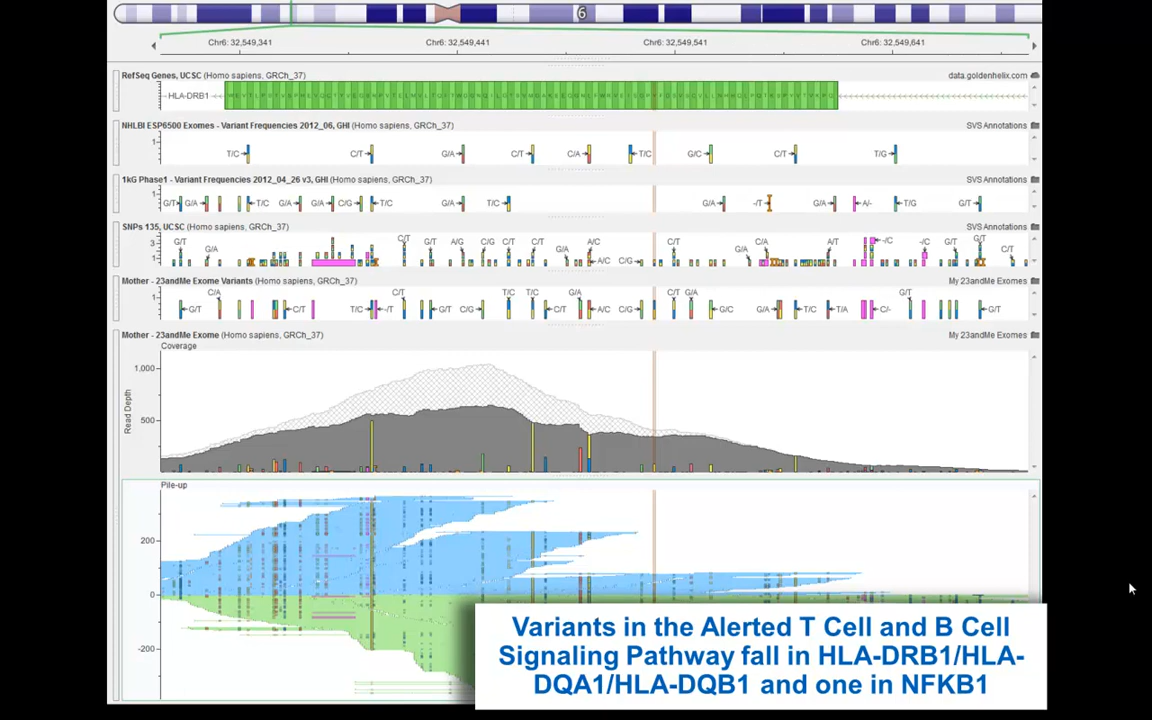 6
Chr6: 32,549,341 Chr6: 32,549,441 Chr6: 32,549,541 Chr6: 32,549,641
RefSeq Genes, UCSC (Homo sapiens, GRCh_37) data.goldenhelix.com
HLA-DRB1
NHLBI ESP6500 Exomes - Variant Frequencies 2012_06, GHI (Homo sapiens, GRCh_37) SVS Annotations
1
T/C C/T G/A C/T C/A T/C G/C C/T T/G
1kG Phase1 - Variant Frequencies 2012_04_26 v3, GHI (Homo sapiens, GRCh_37) SVS Annotations
1
G/T G/A T/C G/A G/A C/G T/C G/A T/C G/A -/T G/A A/- T/G G/T
SNPs 135, UCSC (Homo sapiens, GRCh_37) SVS Annotations
C/T G/T
G/T G/T A/G C/G C/T C/T A/C C/T C/A A/T -/C -/C G/T
G/A G/A G/A C/T
3
1
A/C C/G
Mother - 23andMe Exome Variants (Homo sapiens, GRCh_37) My 23andMe Exomes
C/A C/T T/C T/C G/A C/T G/A G/T
1
G/T C/T T/C -/T G/T C/G C/T A/C C/G G/C G/A T/C T/A C/- G/T
Mother - 23andMe Exome (Homo sapiens, GRCh_37) My 23andMe Exomes
Coverage
1,000
Read Depth
500
Pile-up
200
0
-200
Variants in the Alerted T Cell and B Cell
Signaling Pathway fall in HLA-DRB1/HLA-
DQA1/HLA-DQB1 and one in NFKB1